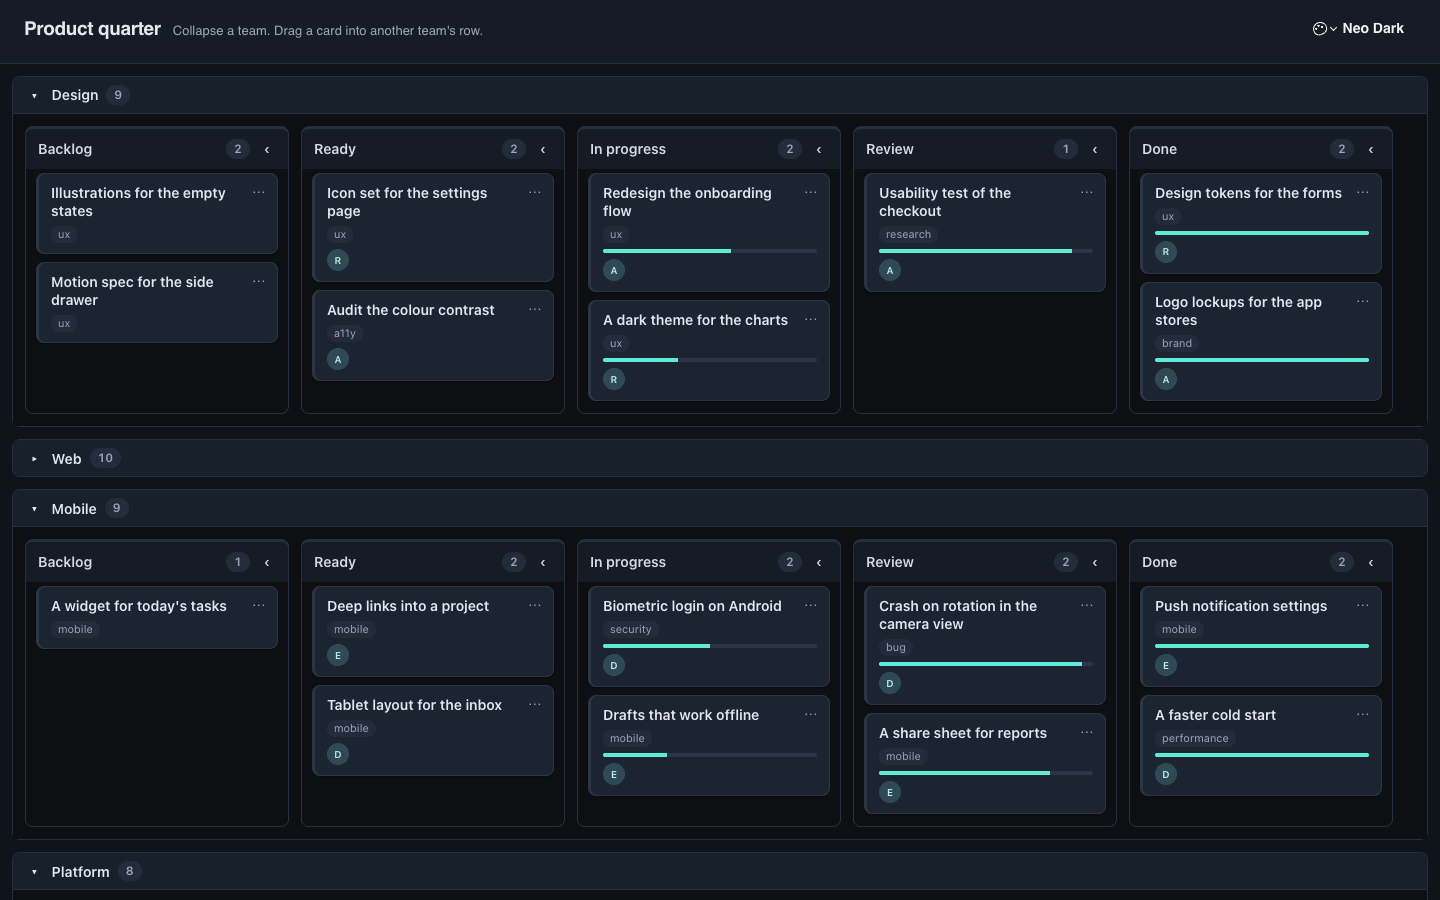 Product quarter Collapse a team. Drag a card into another team's row.
Neo Dark
Design 9
Backlog 2
Illustrations for the empty
states
ux
Motion spec for the side
drawer
ux
Ready 2
Icon set for the settings
page
ux
R
Audit the colour contrast
a11y
A
In progress 2
Redesign the onboarding
flow
ux
A
A dark theme for the charts
ux
R
Review 1
Usability test of the
checkout
research
A
Done 2
Design tokens for the forms
ux
R
Logo lockups for the app
stores
brand
A
Web 10
Mobile 9
Backlog 1
A widget for today's tasks
mobile
Ready 2
Deep links into a project
mobile
E
Tablet layout for the inbox
mobile
D
In progress 2
Biometric login on Android
security
D
Drafts that work offline
mobile
E
Review 2
Crash on rotation in the
camera view
bug
D
A share sheet for reports
mobile
E
Done 2
Push notification settings
mobile
E
A faster cold start
performance
D
Platform 8